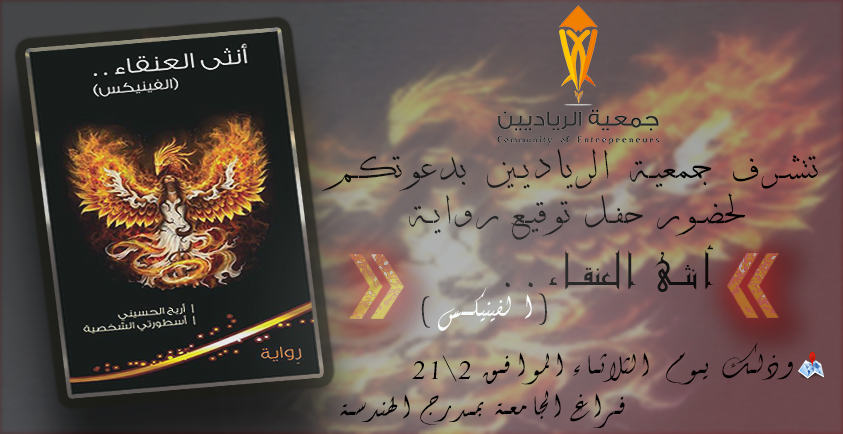 أنثى العنقاء..
(الفينيكس)
أريج الحسيني
أسطورتي الشخصية
رواية
جمعية الرياديين
Community of Entrepreneurs
تتشرف جمعية الرياديين بدعوتكم
لحضور حفل توقيع رواية
أنثى العنقاء . .
(الفينيكس)
وذلك يوم الثلاثاء الموافق 2\21
فراغ الجامعة بمدرج الهندسة